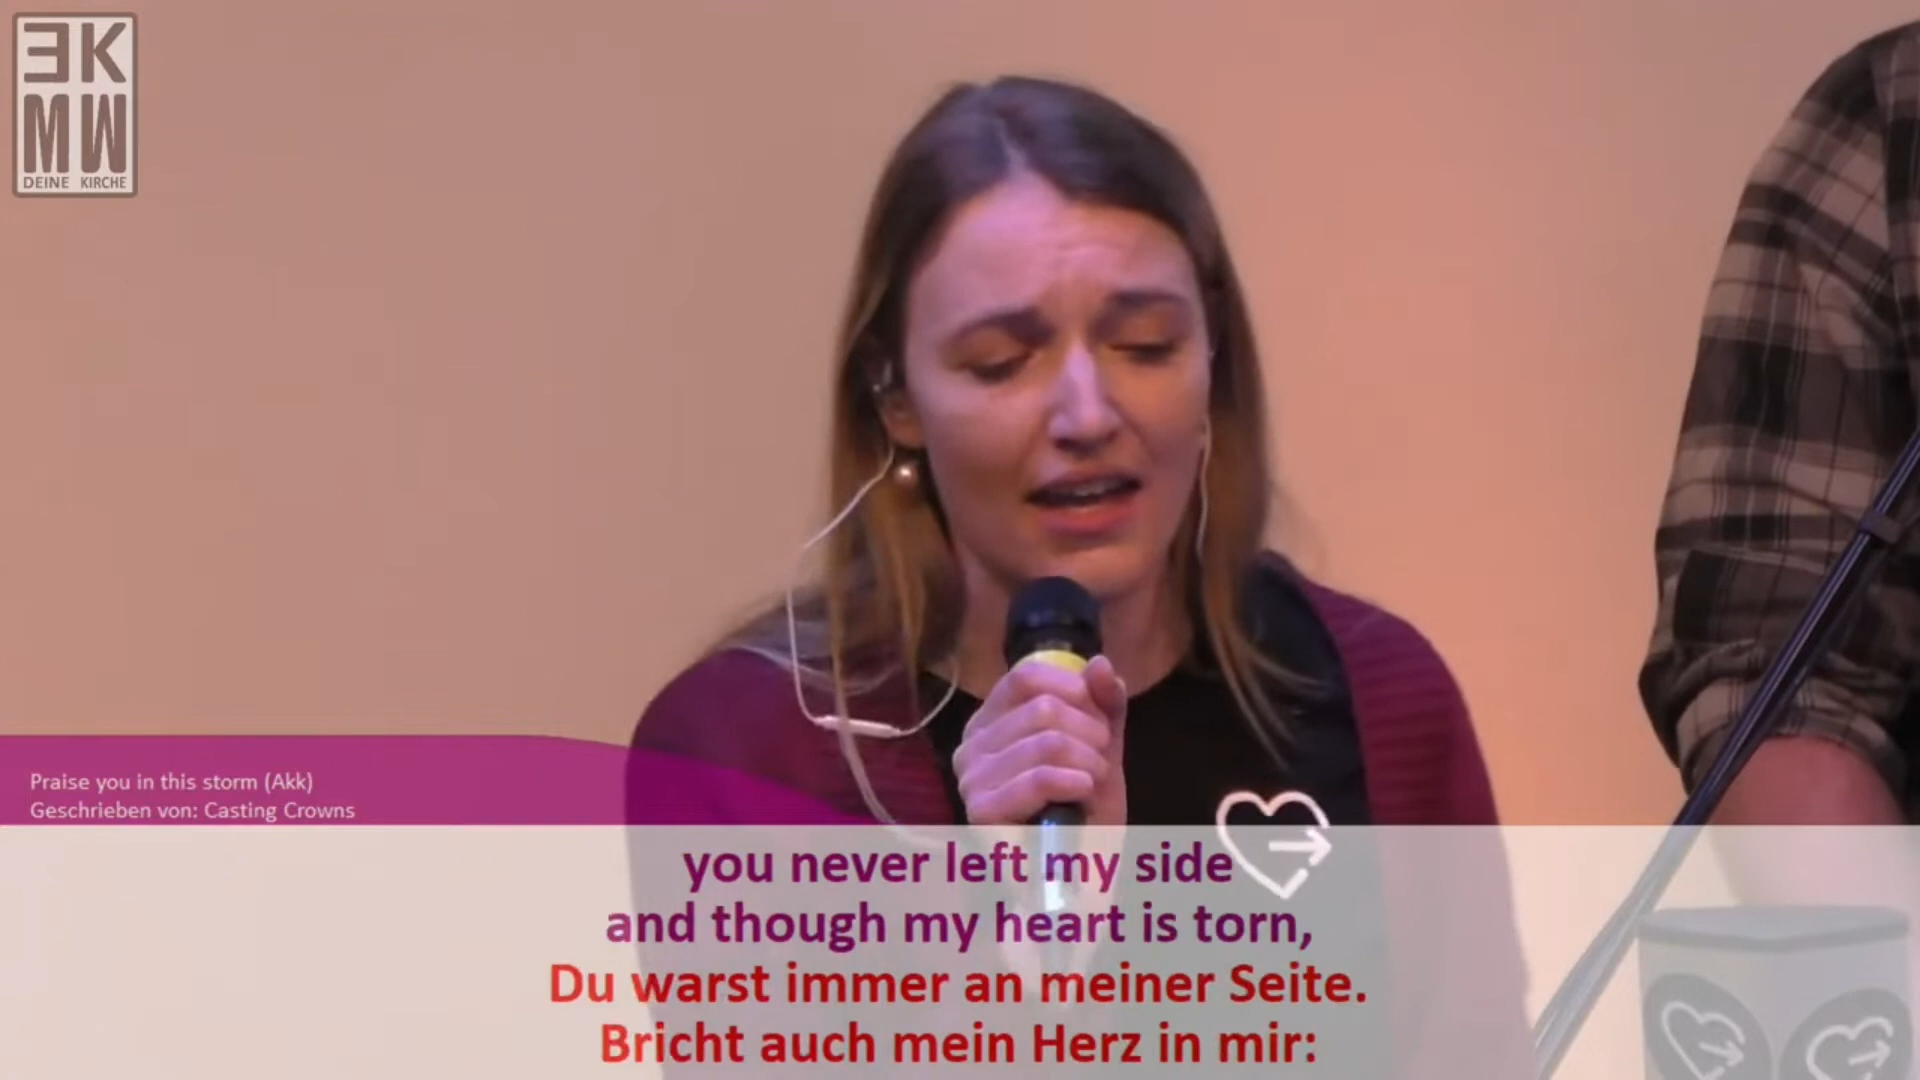 EK
MW
DEINE KIRCHE
Praise you in this storm (Akk)
Geschrieben von: Casting Crowns
you never left my side
and though my heart is torn,
Du warst immer an meiner Seite.
Bricht auch mein Herz in mir: